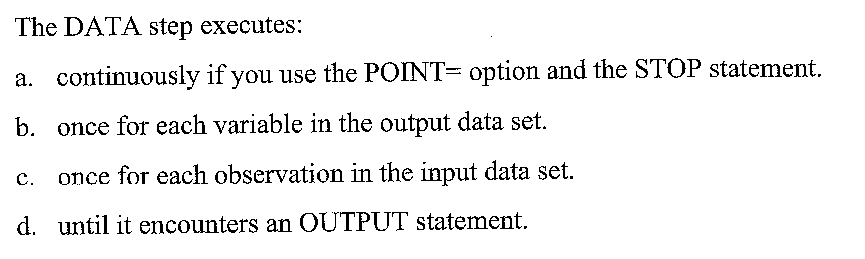 The DATA step executes:
a. continuously if you use the POINT= option and the STOP statement.
b. once for each variable in the output data set.
c. once for each observation in the input data set.
d. until it encounters an OUTPUT statement.